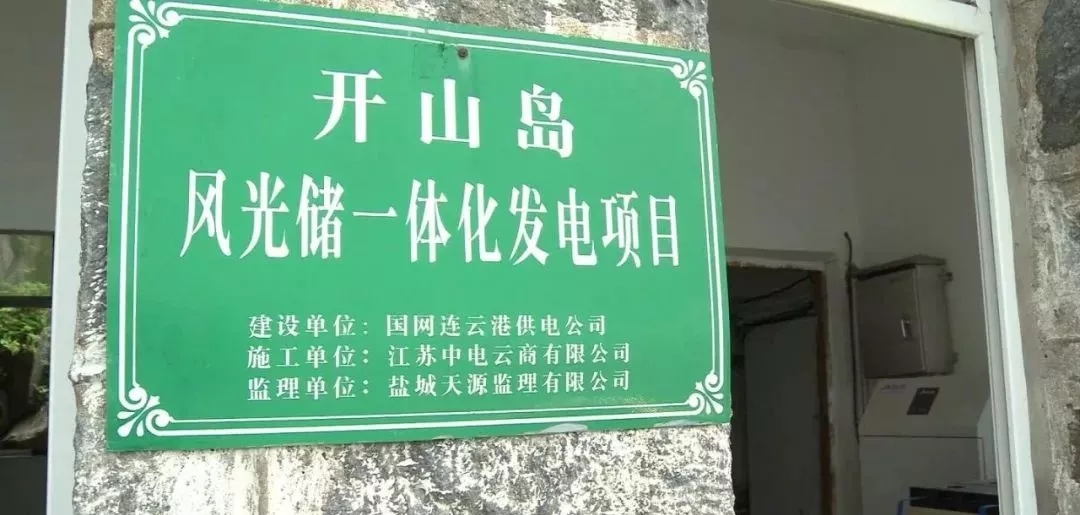 开山岛
风光储一体化发电项目
建设单位：国网连云港供电公司
施工单位：江苏中电云商有限公司
监理单位：盐城天源监理有限公司